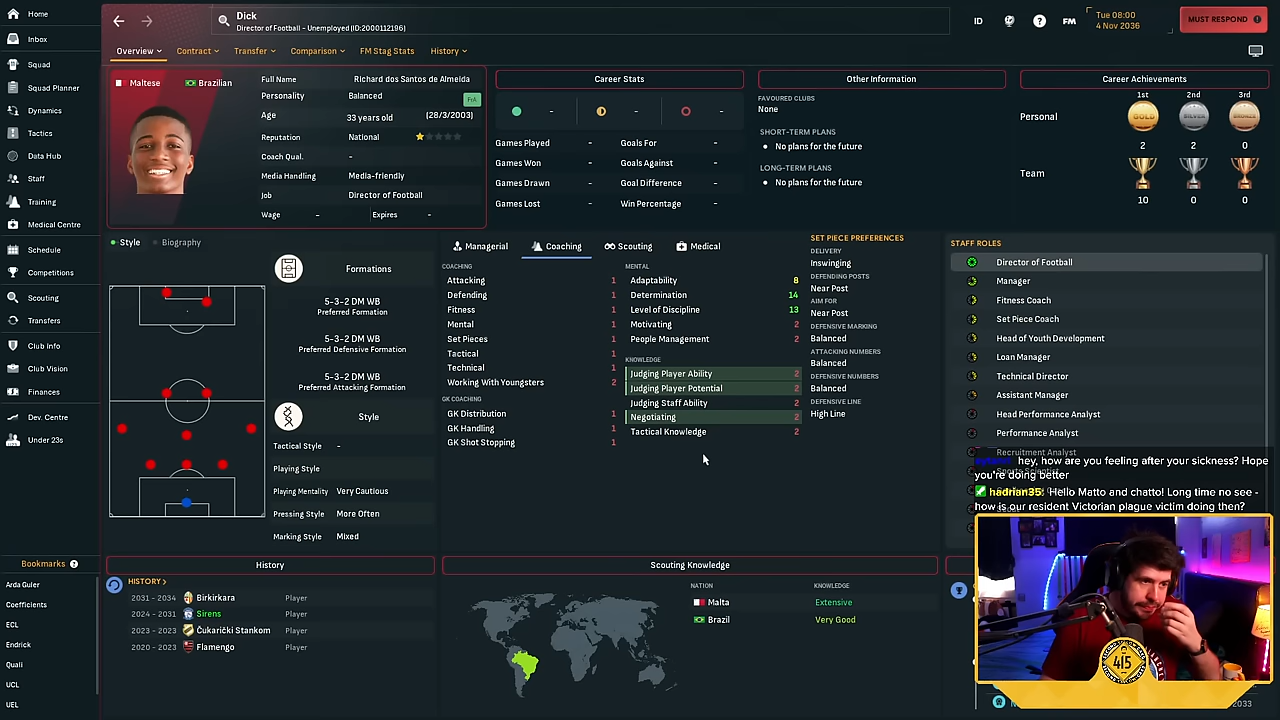 Home
Inbox
Squad
Squad Planner
Dynamics
Tactics
Data Hub
Staff
Training
Medical Centre
Schedule
Competitions
Scouting
Transfers
Club Info
Club Vision
Finances
Dev. Centre
Under 23s
Bookmarks
Arda Guler
Coefficients
ECL
Endrick
Quali
UCL
UEL
Dick
Director of Football - Unemployed (ID:2000112196)
ID
FM
Tue 08:00
4 Nov 2036
MUST RESPOND
Overview
Contract
Transfer
Comparison
FM Stag Stats
History
Maltese
Brazilian
Full Name Richard dos Santos de Almeida
Personality Balanced
FrA
Age 33 years old (28/3/2003)
Reputation National
Coach Qual. -
Media Handling Media-friendly
Job Director of Football
Wage - Expires -
Career Stats
- - -
Games Played - Goals For -
Games Won - Goals Against -
Games Drawn - Goal Difference -
Games Lost - Win Percentage -
Other Information
FAVOURED CLUBS
None
SHORT-TERM PLANS
No plans for the future
LONG-TERM PLANS
No plans for the future
Career Achievements
1st 2nd 3rd
GOLD SILVER BRONZE
Personal
2 2 0
Team
10 0 0
Style
Biography
Formations
5-3-2 DM WB
Preferred Formation
5-3-2 DM WB
Preferred Defensive Formation
5-3-2 DM WB
Preferred Attacking Formation
Style
Tactical Style -
Playing Style
Playing Mentality Very Cautious
Pressing Style More Often
Marking Style Mixed
Managerial
Coaching
Scouting
Medical
COACHING
Attacking 1
Defending 1
Fitness 1
Mental 1
Set Pieces 1
Tactical 1
Technical 1
Working With Youngsters 2
GK COACHING
GK Distribution 1
GK Handling 1
GK Shot Stopping 1
MENTAL
Adaptability 8
Determination 14
Level of Discipline 13
Motivating 2
People Management 2
KNOWLEDGE
Judging Player Ability 2
Judging Player Potential 2
Judging Staff Ability 2
Negotiating 2
Tactical Knowledge 2
SET PIECE PREFERENCES
DELIVERY
Inswinging
DEFENDING POSTS
Near Post
AIM FOR
Near Post
DEFENSIVE MARKING
Balanced
ATTACKING NUMBERS
Balanced
DEFENSIVE NUMBERS
Balanced
DEFENSIVE LINE
High Line
STAFF ROLES
Director of Football
Manager
Fitness Coach
Set Piece Coach
Head of Youth Development
Loan Manager
Technical Director
Assistant Manager
Head Performance Analyst
Performance Analyst
Recruitment Analyst
hey, how are you feeling after your sickness? Hope
you're doing better
hadrian35: Hello Matto and chatto! Long time no see -
how is our resident Victorian plague victim doing then?
History
HISTORY >
2031 - 2034 Birkirkara Player
2024 - 2031 Sirens Player
2023 - 2023 Čukarički Stankom Player
2020 - 2023 Flamengo Player
Scouting Knowledge
NATION KNOWLEDGE
Malta Extensive
Brazil Very Good
415
2033